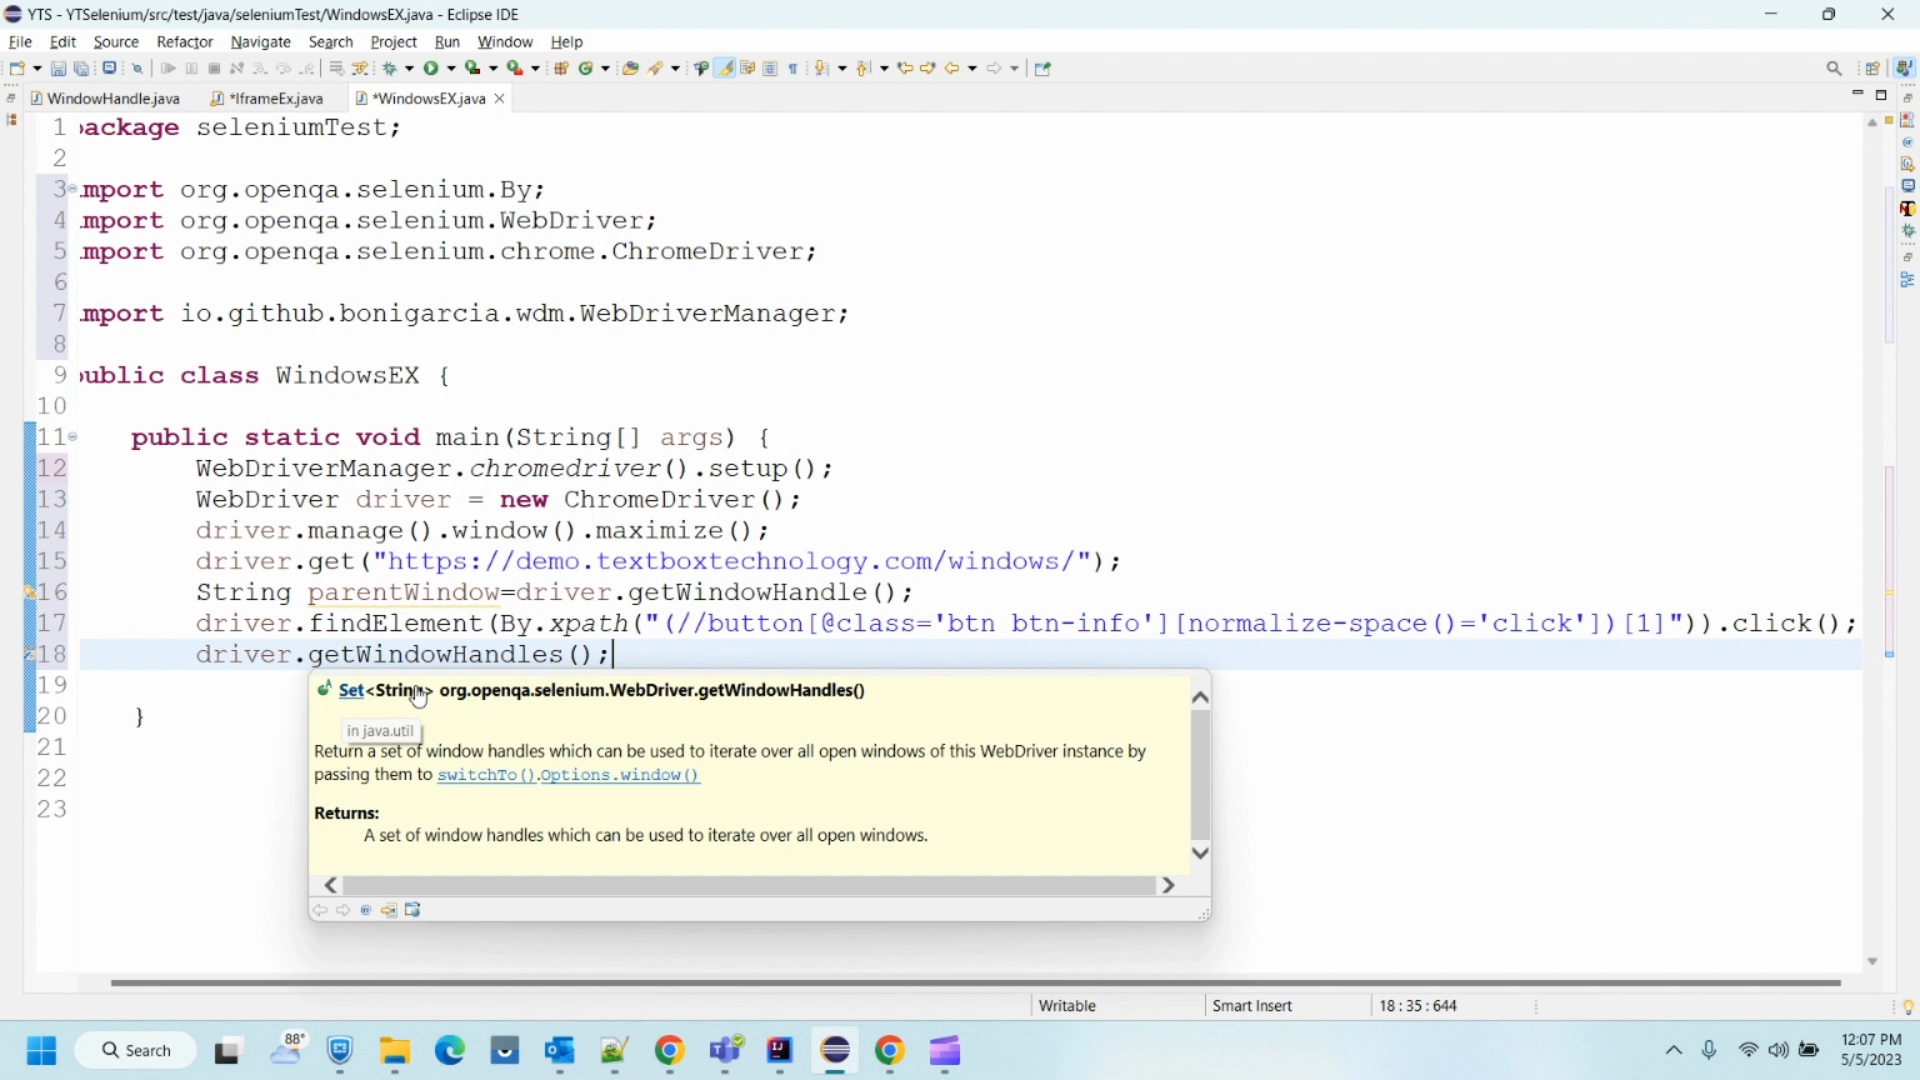 YTS - YTSelenium/src/test/java/seleniumTest/WindowsEX.java - Eclipse IDE
File Edit Source Refactor Navigate Search Project Run Window Help
WindowHandle.java *IframeEx.java *WindowsEX.java
1 package seleniumTest;
2
3 mport org.openqa.selenium.By;
4 mport org.openqa.selenium.WebDriver;
5 mport org.openqa.selenium.chrome.ChromeDriver;
6
7 mport io.github.bonigarcia.wdm.WebDriverManager;
8
9 public class WindowsEX {
10
11 public static void main(String[] args) {
12 WebDriverManager.chromedriver().setup();
13 WebDriver driver = new ChromeDriver();
14 driver.manage().window().maximize();
15 driver.get("https://demo.textboxtechnology.com/windows/");
16 String parentWindow=driver.getWindowHandle();
17 driver.findElement(By.xpath("(//button[@class='btn btn-info'][normalize-space()='click'])[1]")).click();
18 driver.getWindowHandles();
19
20 }
21
22
23
Set<String> org.openqa.selenium.WebDriver.getWindowHandles()
in java.util
Return a set of window handles which can be used to iterate over all open windows of this WebDriver instance by
passing them to switchTo().Options.window()
Returns:
A set of window handles which can be used to iterate over all open windows.
Writable Smart Insert 18 : 35 : 644
Search 88° 12:07 PM
5/5/2023